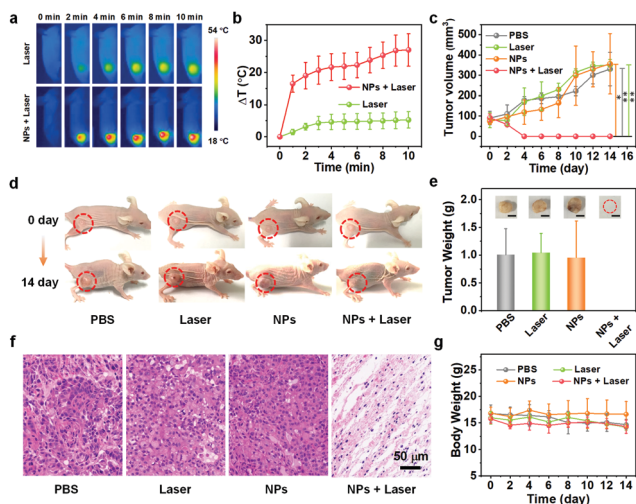 a
0 min 2 min 4 min 6 min 8 min 10 min
Laser
NPs + Laser
54 °C
18 °C
b
ΔT (°C)
30
20
10
0
NPs + Laser
Laser
0 2 4 6 8 10
Time (min)
c
Tumor volume (mm³)
500
400
300
200
100
0
PBS
Laser
NPs
NPs + Laser
*
**
**
0 2 4 6 8 10 12 14 16
Time (day)
d
0 day
14 day
PBS Laser NPs NPs + Laser
e
Tumor Weight (g)
2.0
1.5
1.0
0.5
0.0
PBS
Laser
NPs
NPs +
Laser
f
50 μm
PBS Laser NPs NPs + Laser
g
Body Weight (g)
25
20
15
10
5
0
PBS Laser
NPs NPs + Laser
0 2 4 6 8 10 12 14
Time (day)